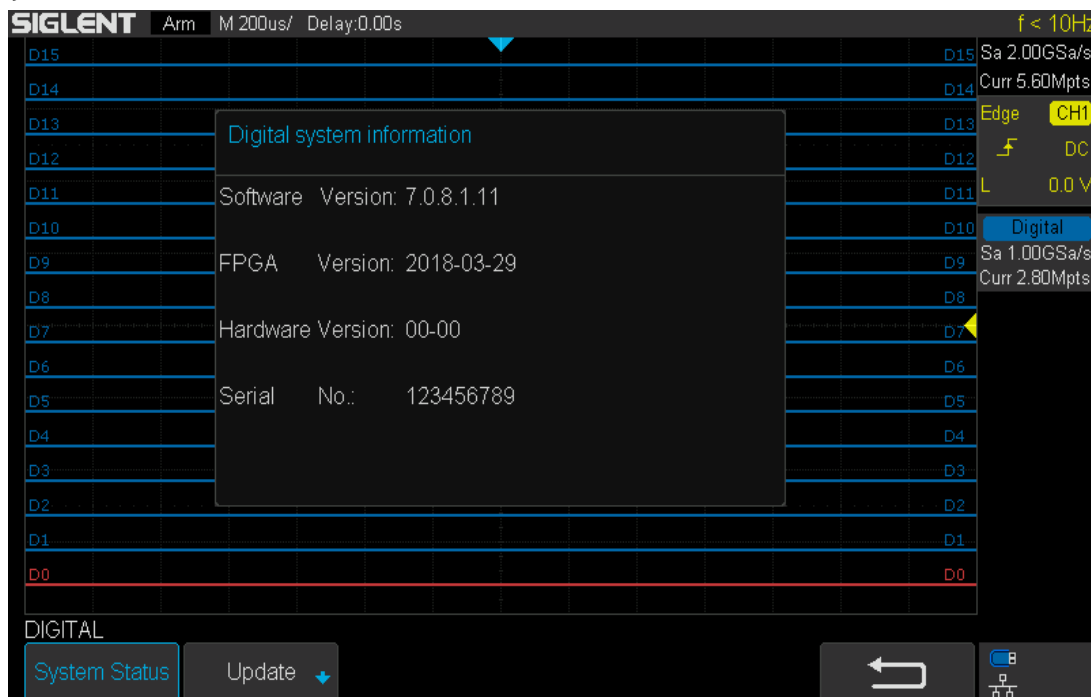 SIGLENT Arm M 200us/ Delay:0.00s f < 10Hz
D15 D15 Sa 2.00GSa/s
D14 D14 Curr 5.60Mpts
D13 Digital system information D13 Edge CH1
D12 D12 DC
D11 Software Version: 7.0.8.1.11 D11 L 0.0 V
D10 D10 Digital
D9 FPGA Version: 2018-03-29 D9 Sa 1.00GSa/s
D8 D8 Curr 2.80Mpts
D7 Hardware Version: 00-00 D7
D6 D6
D5 Serial No.: 123456789 D5
D4 D4
D3 D3
D2 D2
D1 D1
D0 D0
DIGITAL
System Status Update